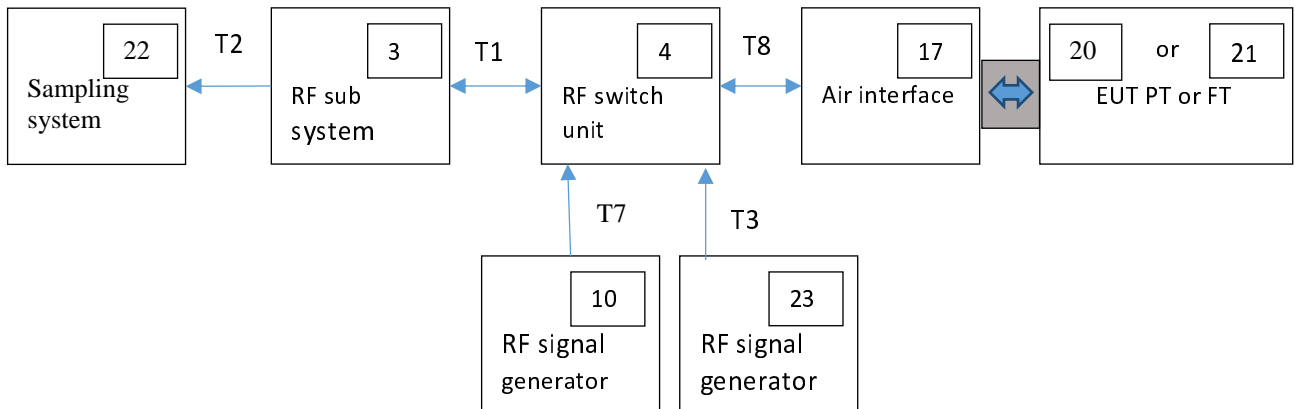 22
Sampling
system
T2
3
RF sub
system
T1
4
RF switch
unit
T8
17
Air interface
20 or 21
EUT PT or FT
T7
T3
10
RF signal
generator
23
RF signal
generator